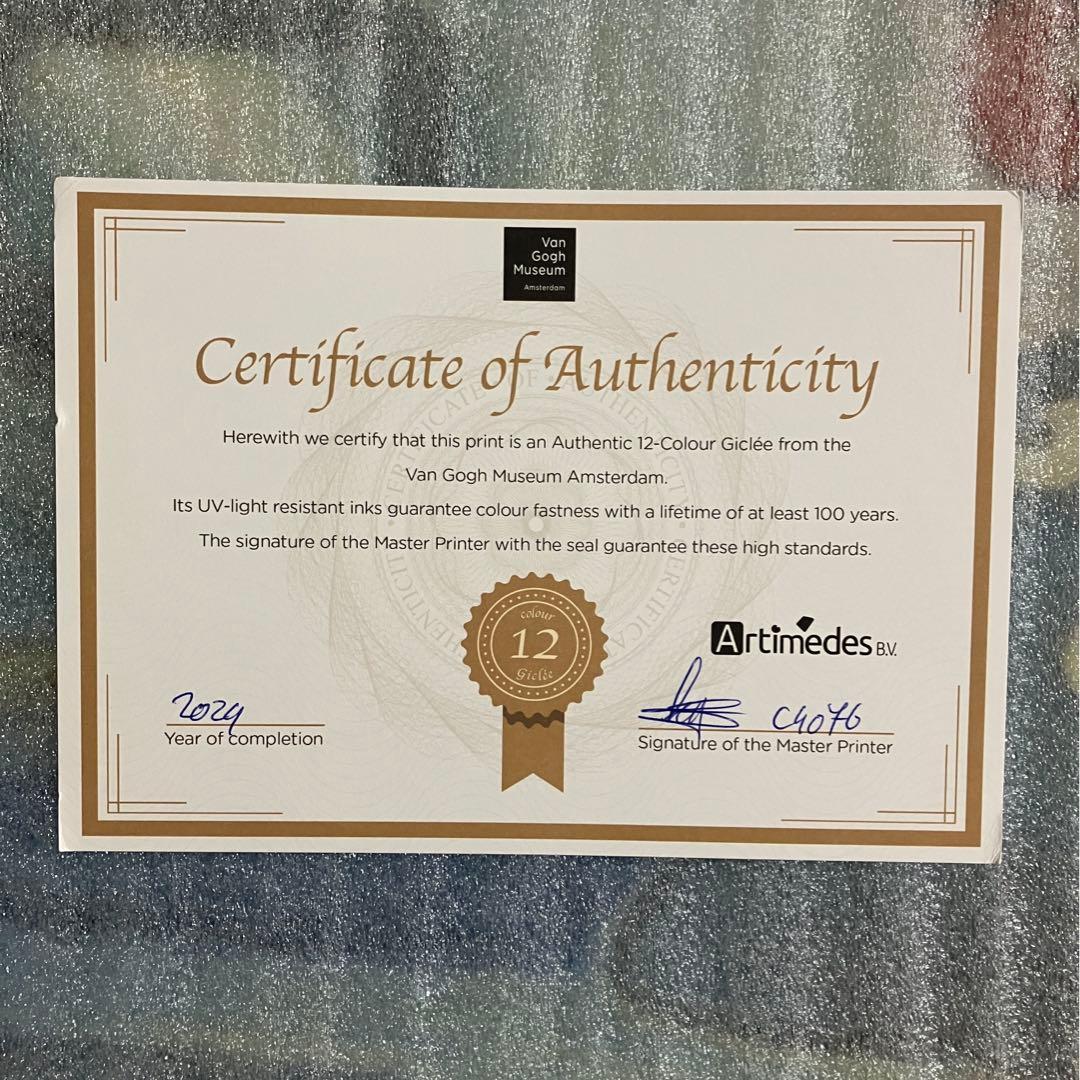 Van
Gogh
Museum
Amsterdam
Certificate of Authenticity
Herewith we certify that this print is an Authentic 12-Colour Giclée from the
Van Gogh Museum Amsterdam.
Its UV-light resistant inks guarantee colour fastness with a lifetime of at least 100 years.
The signature of the Master Printer with the seal guarantee these high standards.
colour
12
Giclée
Artimedes B.V.
2024
Year of completion
C4076
Signature of the Master Printer